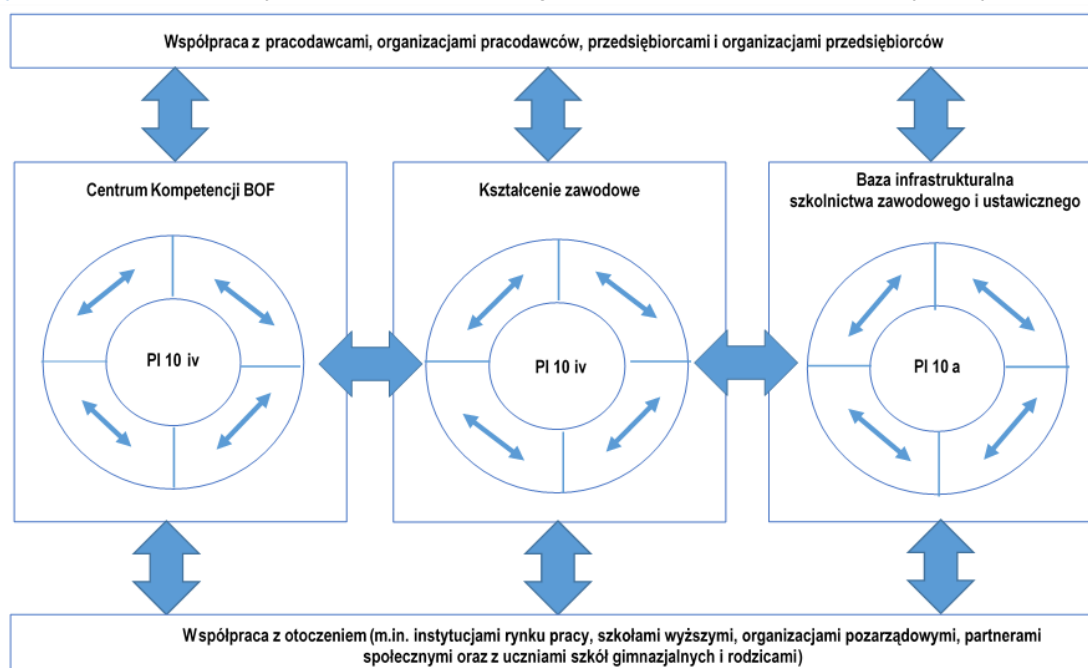 Współpraca z pracodawcami, organizacjami pracodawców, przedsiębiorcami i organizacjami przedsiębiorców
Centrum Kompetencji BOF
Kształcenie zawodowe
Baza infrastrukturalna
szkolnictwa zawodowego i ustawicznego
PI 10 iv
PI 10 iv
PI 10 a
Współpraca z otoczeniem (m.in. instytucjami rynku pracy, szkołami wyższymi, organizacjami pozarządowymi, partnerami
społecznymi oraz z uczniami szkół gimnazjalnych i rodzicami)